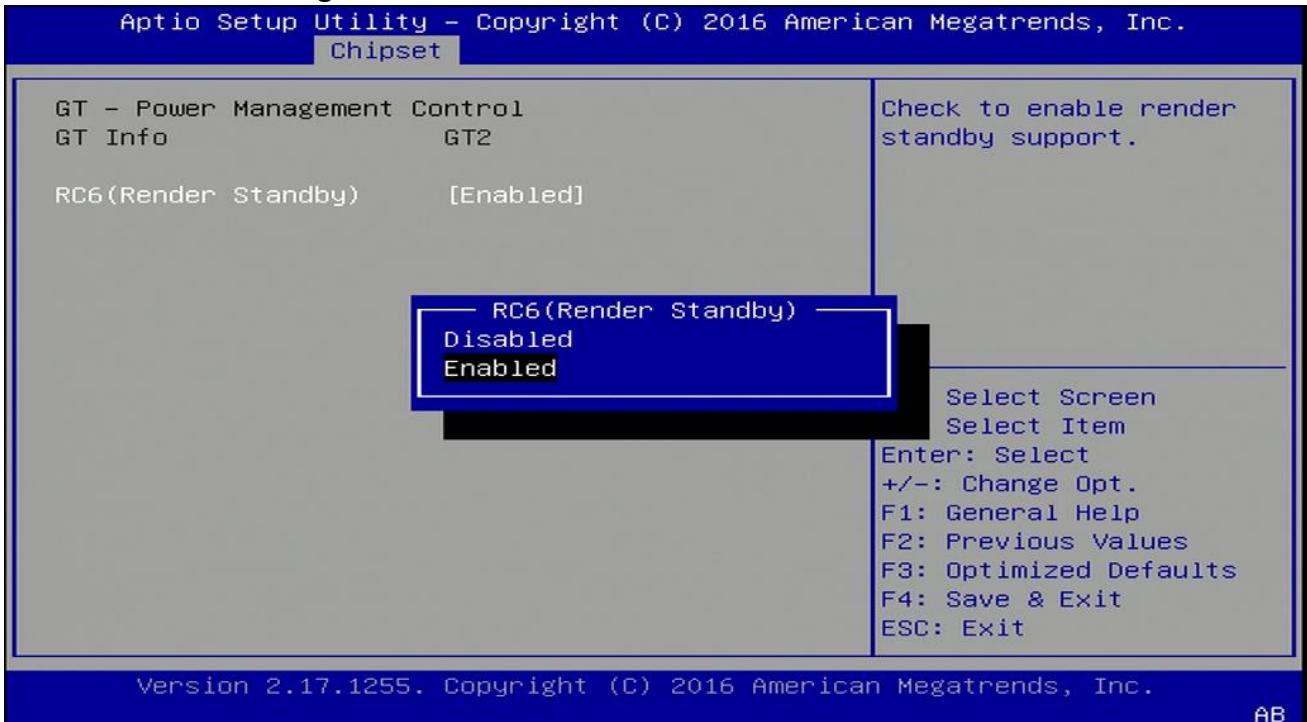 Aptio Setup Utility – Copyright (C) 2016 American Megatrends, Inc.
Chipset
GT – Power Management Control
GT Info GT2
RC6(Render Standby) [Enabled]
Check to enable render
standby support.
RC6(Render Standby)
Disabled
Enabled
Select Screen
Select Item
Enter: Select
+/-: Change Opt.
F1: General Help
F2: Previous Values
F3: Optimized Defaults
F4: Save & Exit
ESC: Exit
Version 2.17.1255. Copyright (C) 2016 American Megatrends, Inc.
AB